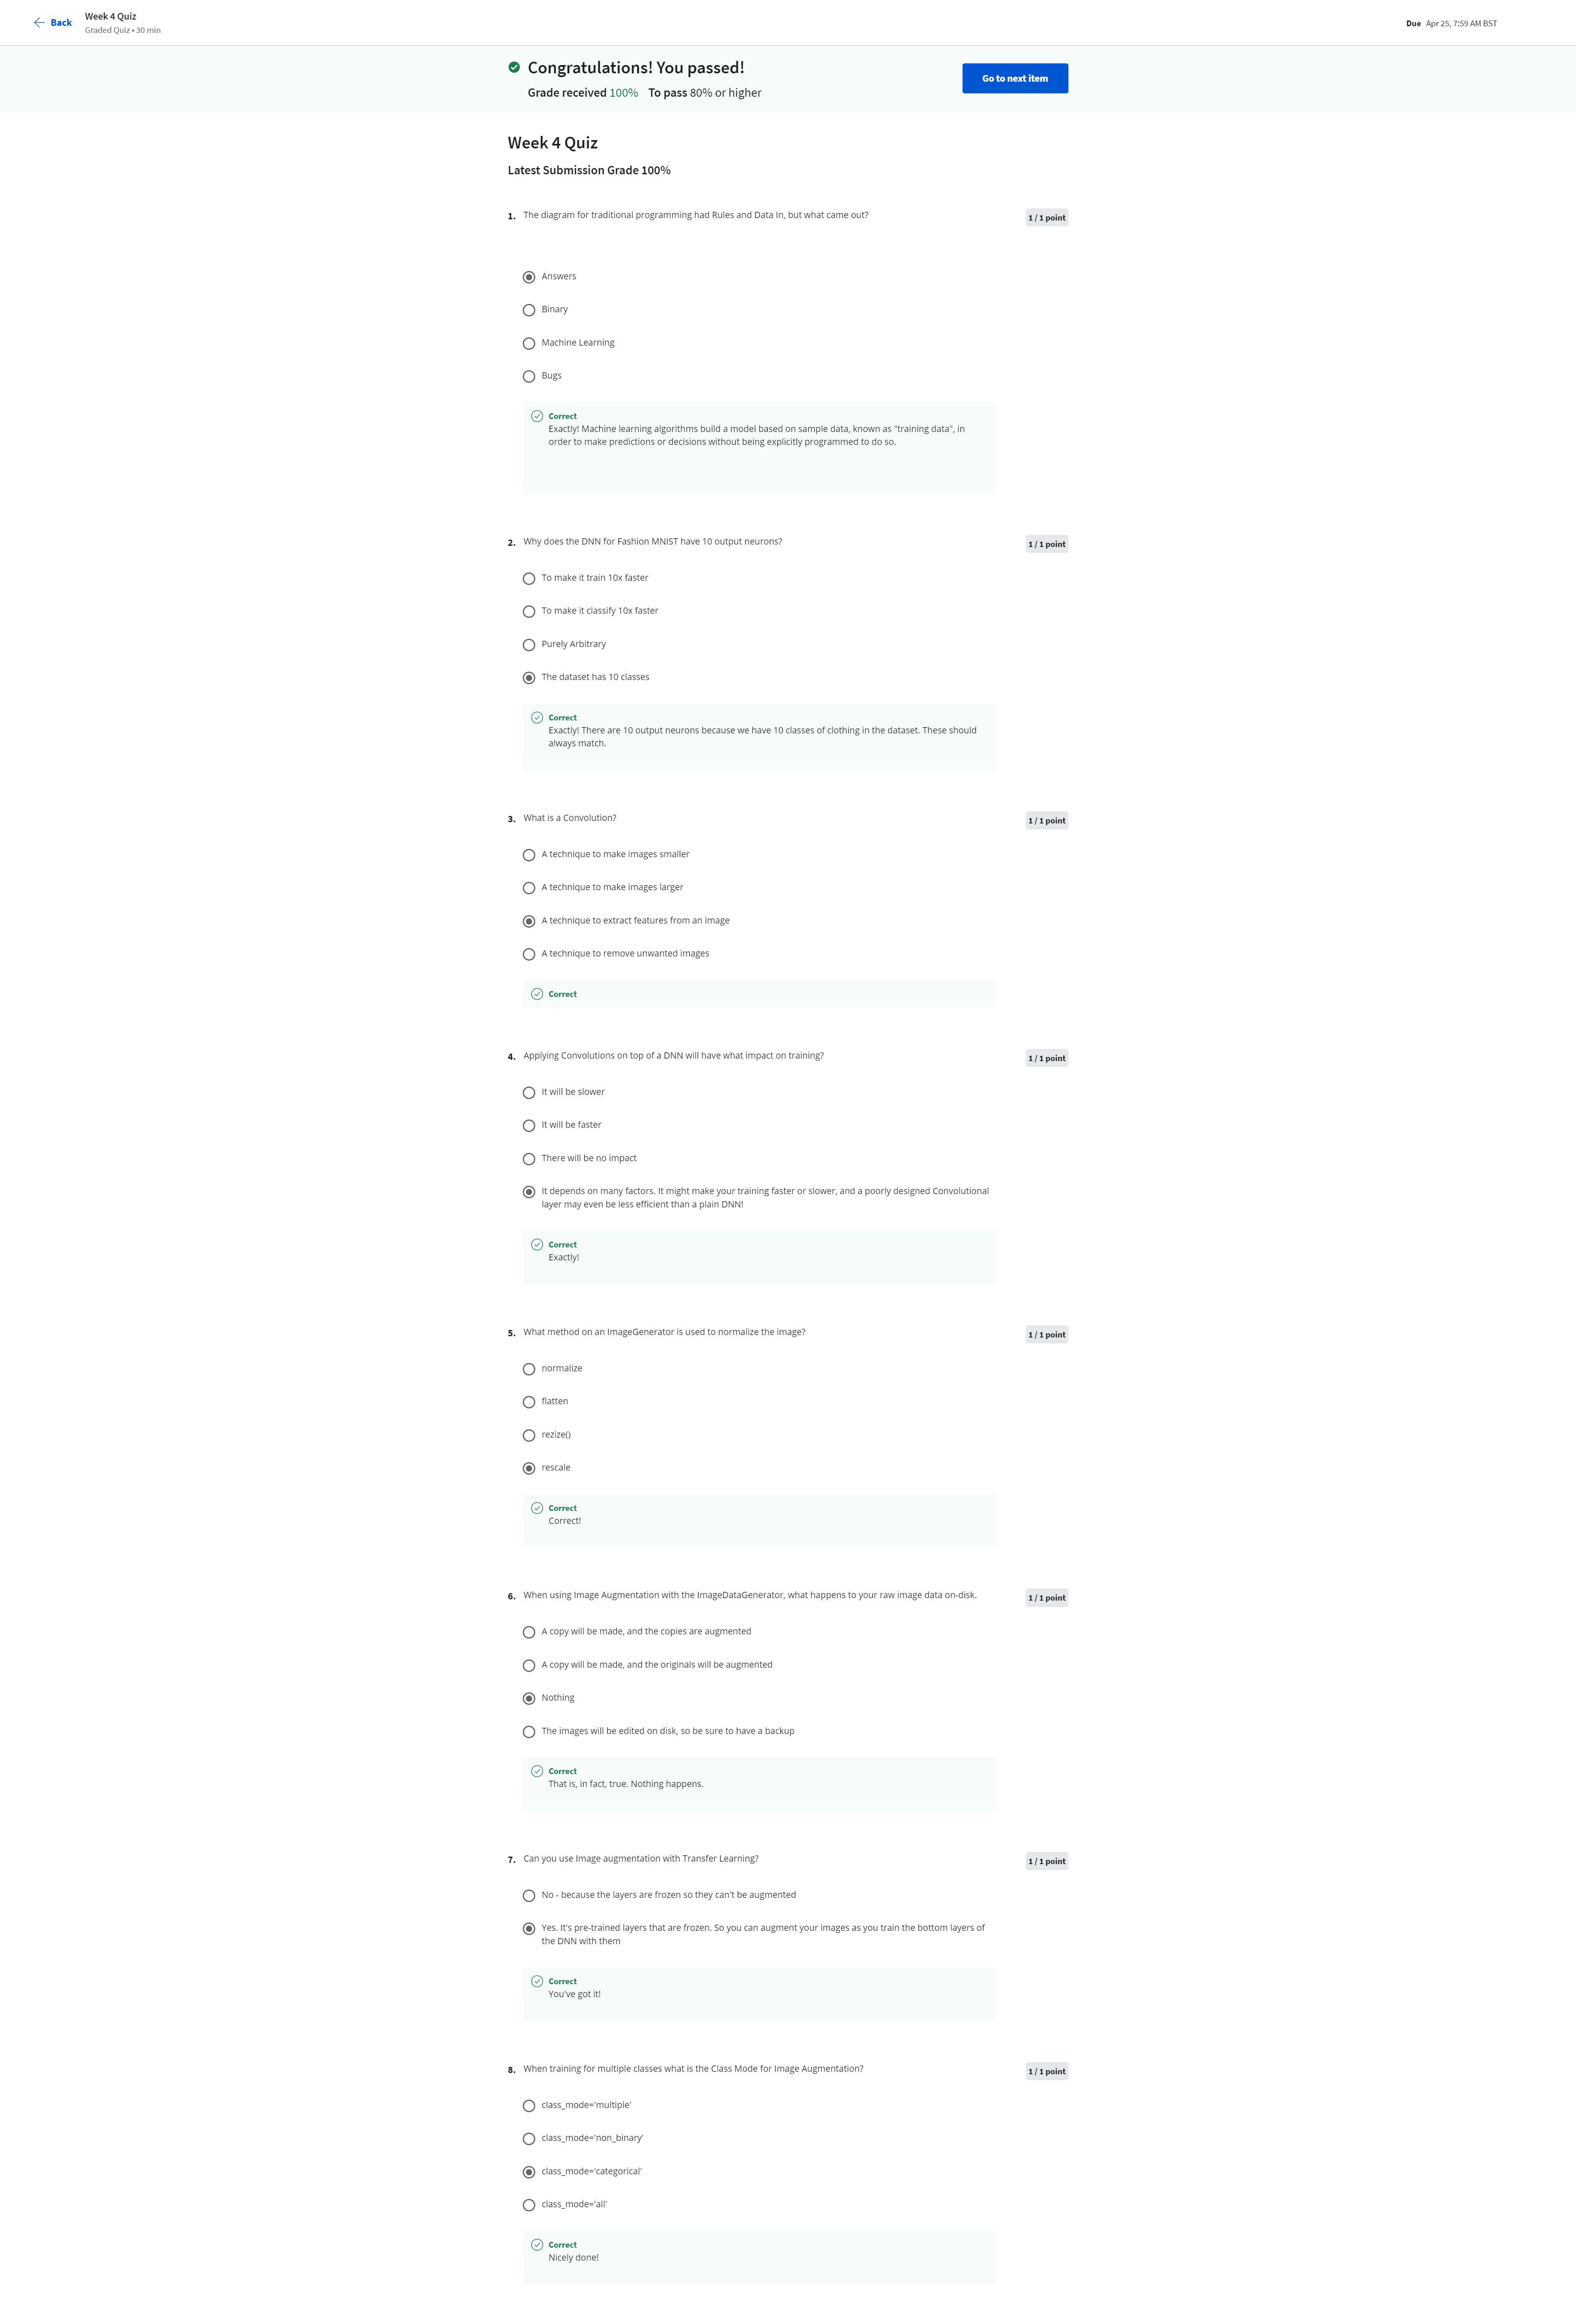 Back
Week 4 Quiz
Graded Quiz • 30 min
Due Apr 25, 7:59 AM BST
Congratulations! You passed!
Grade received 100% To pass 80% or higher
Go to next item
Week 4 Quiz
Latest Submission Grade 100%
1. The diagram for traditional programming had Rules and Data In, but what came out?
1 / 1 point
Answers
Binary
Machine Learning
Bugs
Correct
Exactly! Machine learning algorithms build a model based on sample data, known as "training data", in
order to make predictions or decisions without being explicitly programmed to do so.
2. Why does the DNN for Fashion MNIST have 10 output neurons?
1 / 1 point
To make it train 10x faster
To make it classify 10x faster
Purely Arbitrary
The dataset has 10 classes
Correct
Exactly! There are 10 output neurons because we have 10 classes of clothing in the dataset. These should
always match.
3. What is a Convolution?
1 / 1 point
A technique to make images smaller
A technique to make images larger
A technique to extract features from an image
A technique to remove unwanted images
Correct
4. Applying Convolutions on top of a DNN will have what impact on training?
1 / 1 point
It will be slower
It will be faster
There will be no impact
It depends on many factors. It might make your training faster or slower, and a poorly designed Convolutional
layer may even be less efficient than a plain DNN!
Correct
Exactly!
5. What method on an ImageGenerator is used to normalize the image?
1 / 1 point
normalize
flatten
rezize()
rescale
Correct
Correct!
6. When using Image Augmentation with the ImageDataGenerator, what happens to your raw image data on-disk.
1 / 1 point
A copy will be made, and the copies are augmented
A copy will be made, and the originals will be augmented
Nothing
The images will be edited on disk, so be sure to have a backup
Correct
That is, in fact, true. Nothing happens.
7. Can you use Image augmentation with Transfer Learning?
1 / 1 point
No - because the layers are frozen so they can't be augmented
Yes. It's pre-trained layers that are frozen. So you can augment your images as you train the bottom layers of
the DNN with them
Correct
You've got it!
8. When training for multiple classes what is the Class Mode for Image Augmentation?
1 / 1 point
class_mode='multiple'
class_mode='non_binary'
class_mode='categorical'
class_mode='all'
Correct
Nicely done!